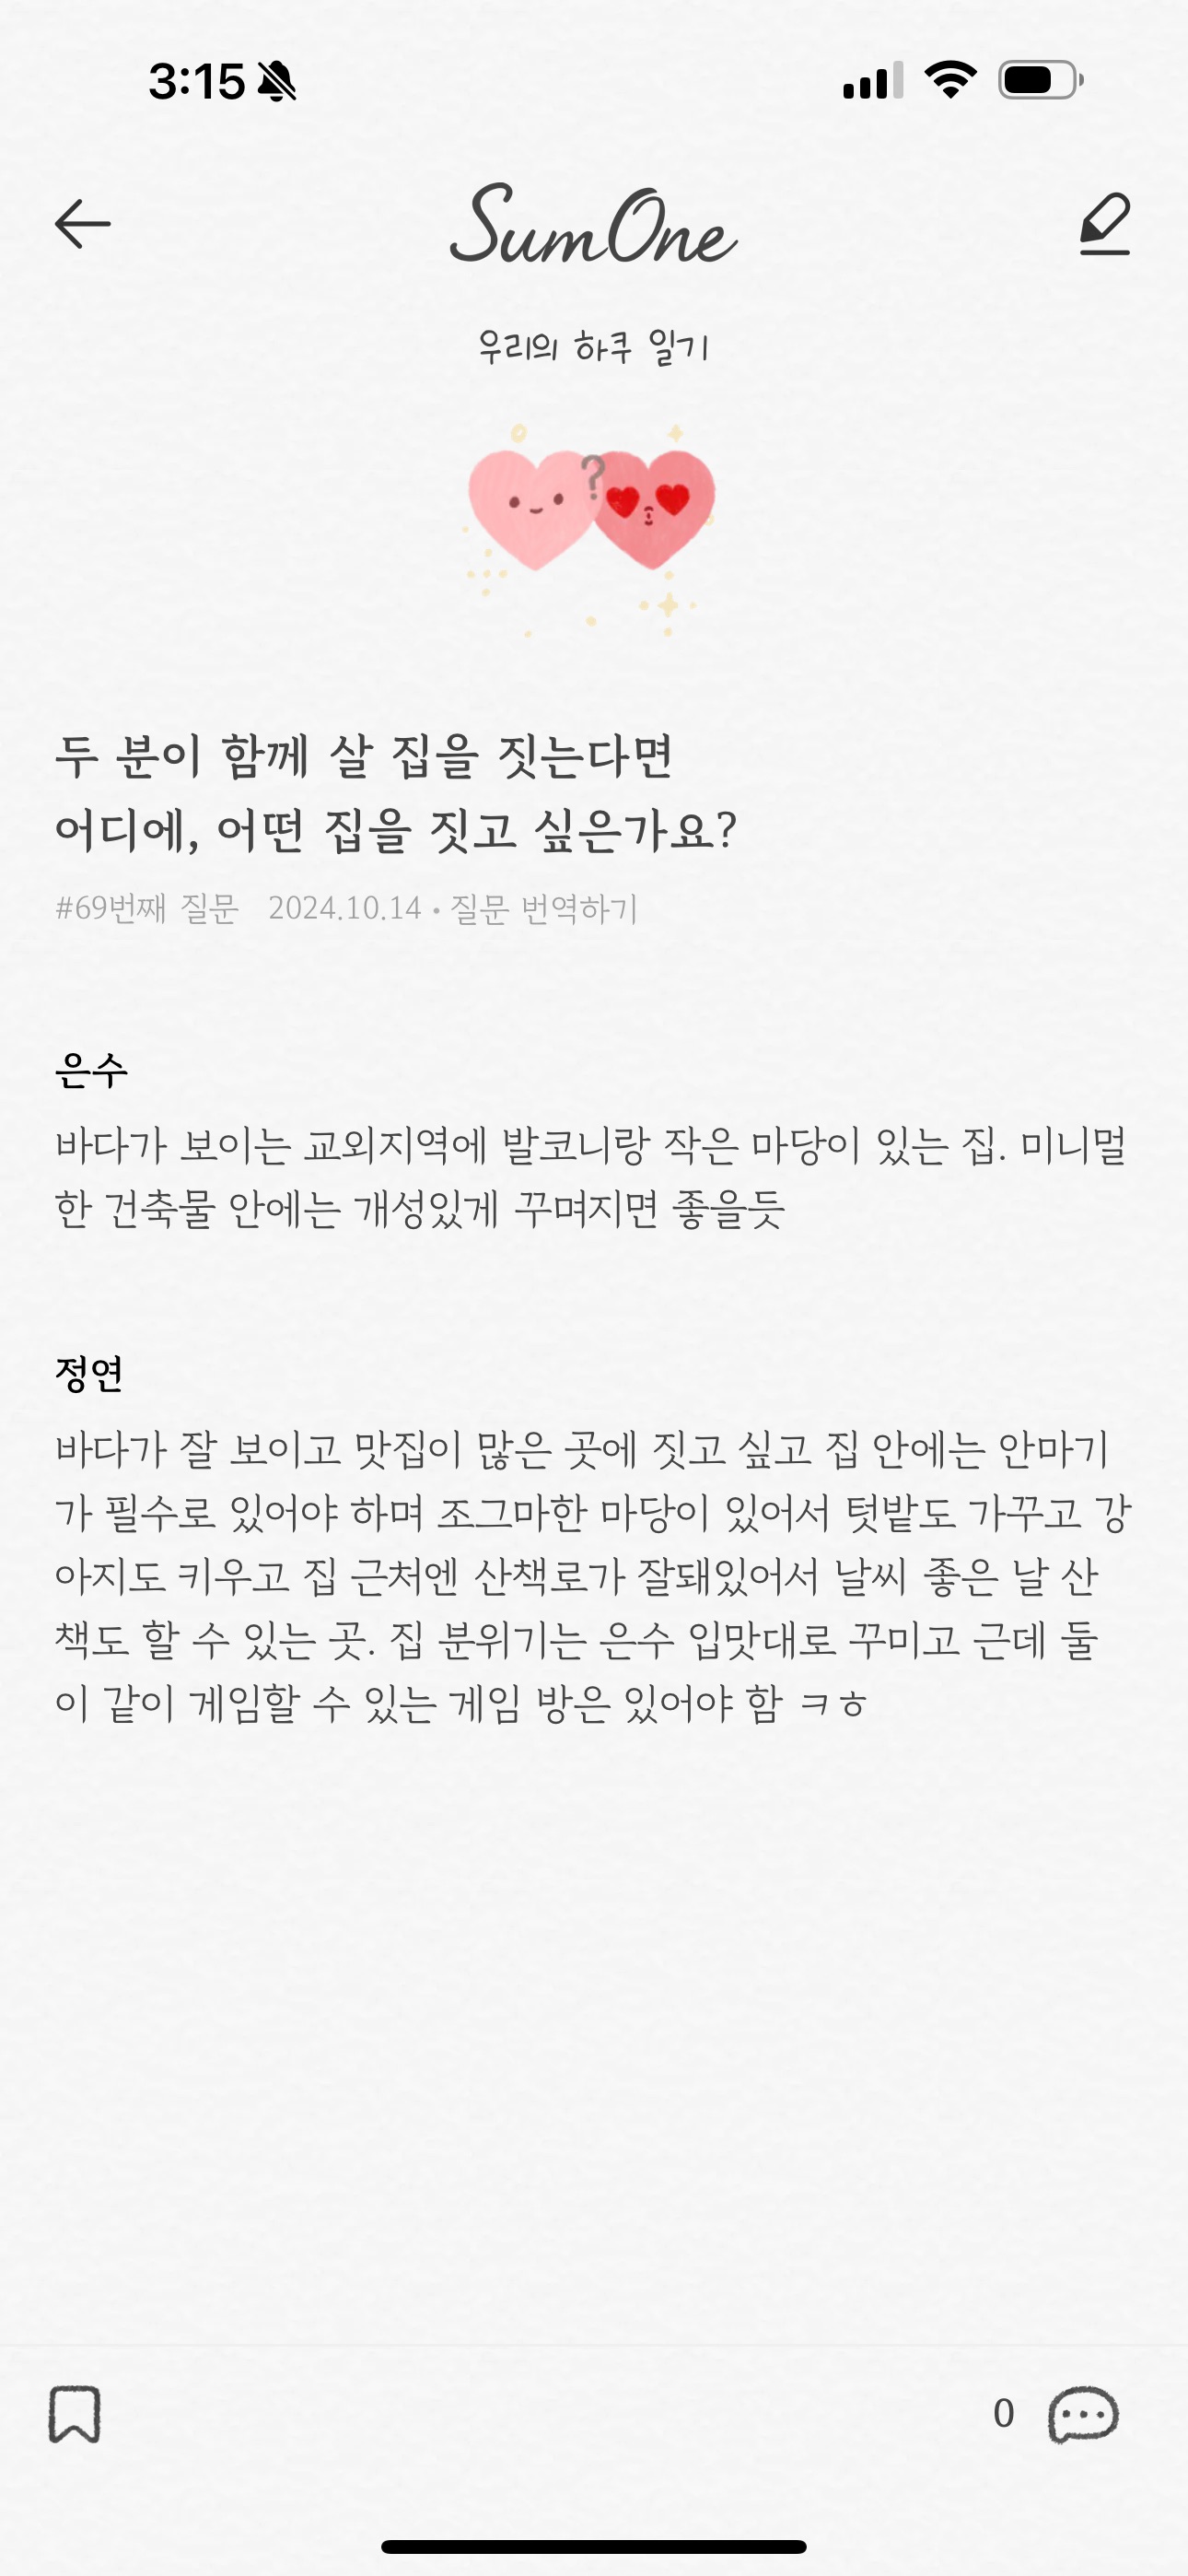 3:15
SumOne
우리의 하쿠 일기
?
두 분이 함께 살 집을 짓는다면
어디에, 어떤 집을 짓고 싶은가요?
#69번째 질문 2024.10.14 • 질문 번역하기
은수
바다가 보이는 교외지역에 발코니랑 작은 마당이 있는 집. 미니멀
한 건축물 안에는 개성있게 꾸며지면 좋을듯
정연
바다가 잘 보이고 맛집이 많은 곳에 짓고 싶고 집 안에는 안마기
가 필수로 있어야 하며 조그마한 마당이 있어서 텃밭도 가꾸고 강
아지도 키우고 집 근처엔 산책로가 잘돼있어서 날씨 좋은 날 산
책도 할 수 있는 곳. 집 분위기는 은수 입맛대로 꾸미고 근데 둘
이 같이 게임할 수 있는 게임 방은 있어야 함 ㅋㅎ
0